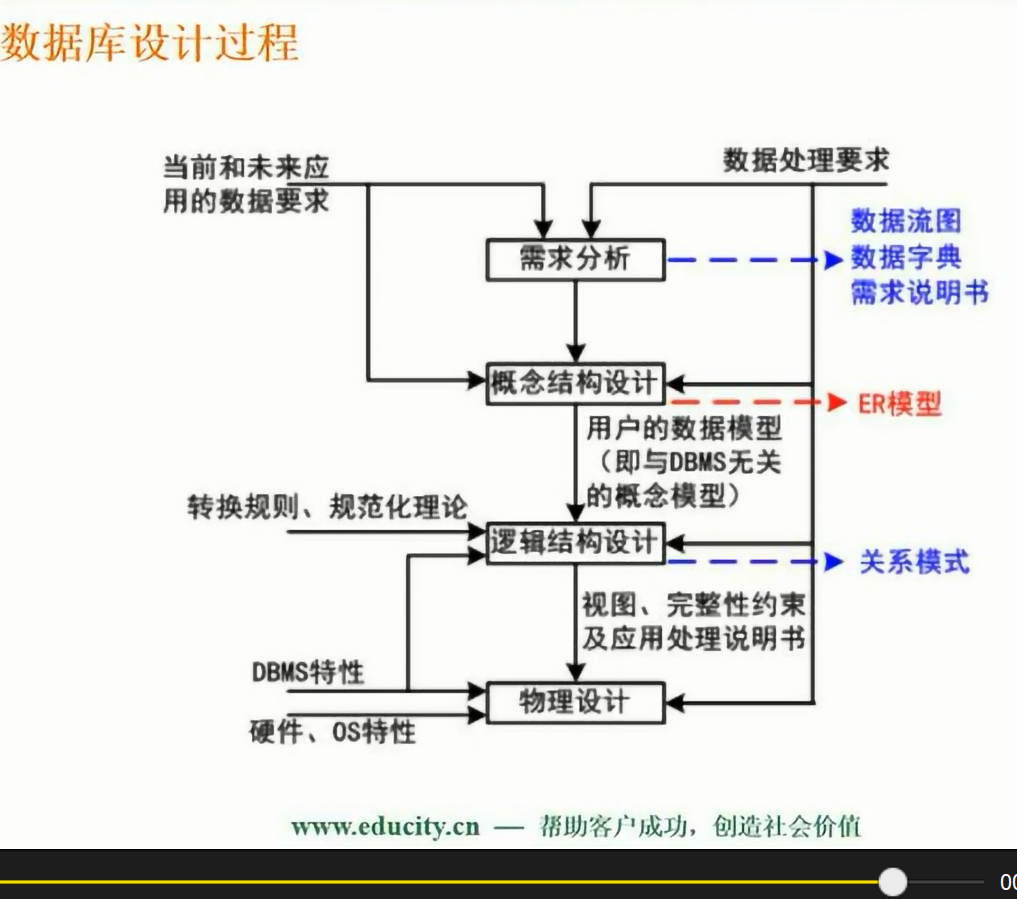 数据库设计过程
当前和未来应
用的数据要求
数据处理要求
需求分析
数据流图
数据字典
需求说明书
概念结构设计
ER模型
用户的数据模型
（即与DBMS无关
的概念模型）
转换规则、规范化理论
逻辑结构设计
关系模式
视图、完整性约束
及应用处理说明书
DBMS特性
物理设计
硬件、OS特性
www.educity.cn — 帮助客户成功，创造社会价值